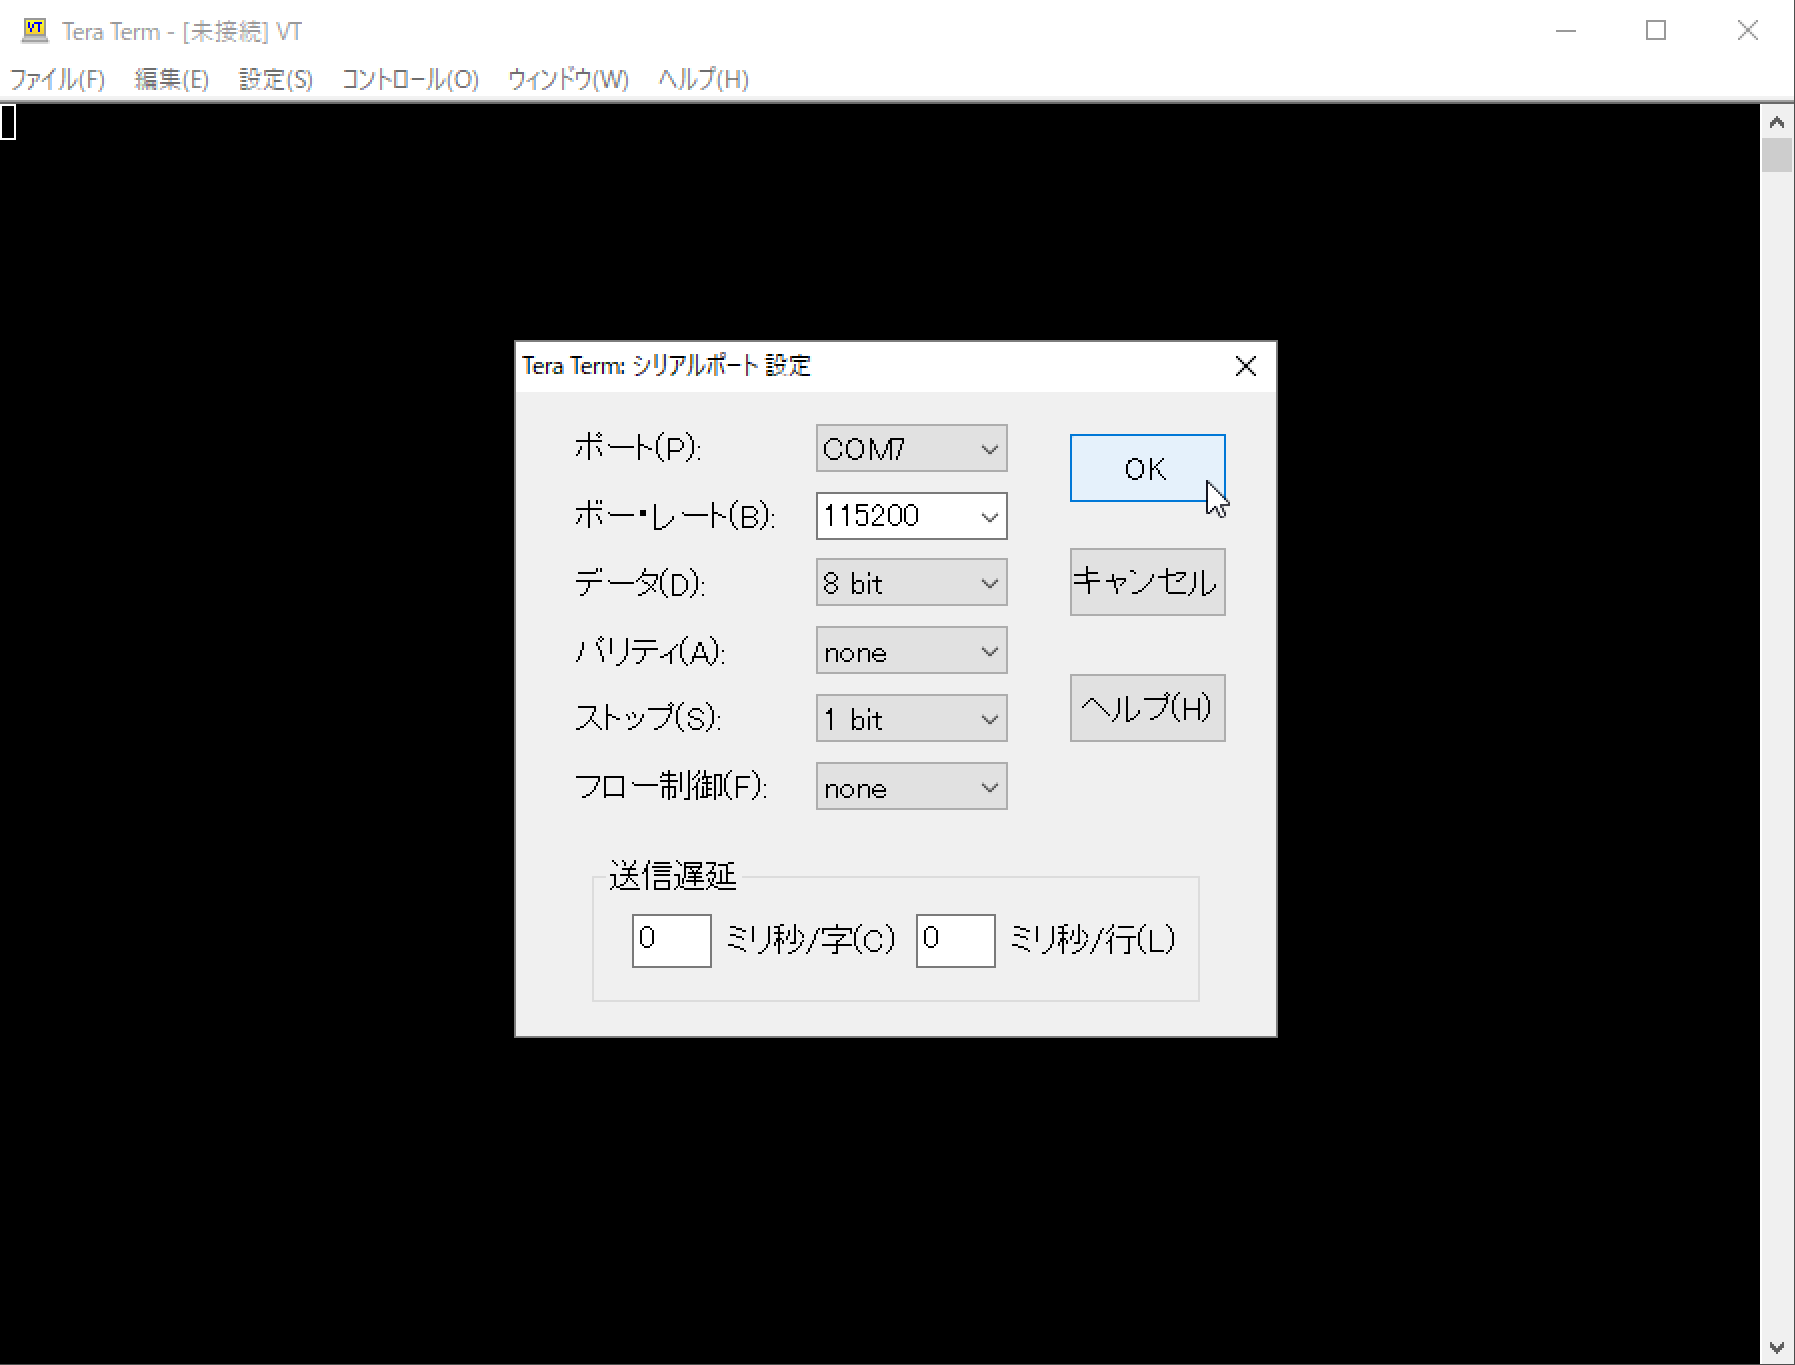 Tera Term - [未接続] VT
ファイル(F) 編集(E) 設定(S) コントロール(O) ウィンドウ(W) ヘルプ(H)
Tera Term: シリアルポート 設定
ポート(P): COM7
OK
ボー・レート(B): 115200
データ(D): 8 bit
キャンセル
パリティ(A): none
ストップ(S): 1 bit
ヘルプ(H)
フロー制御(F): none
送信遅延
0 ミリ秒/字(C) 0 ミリ秒/行(L)